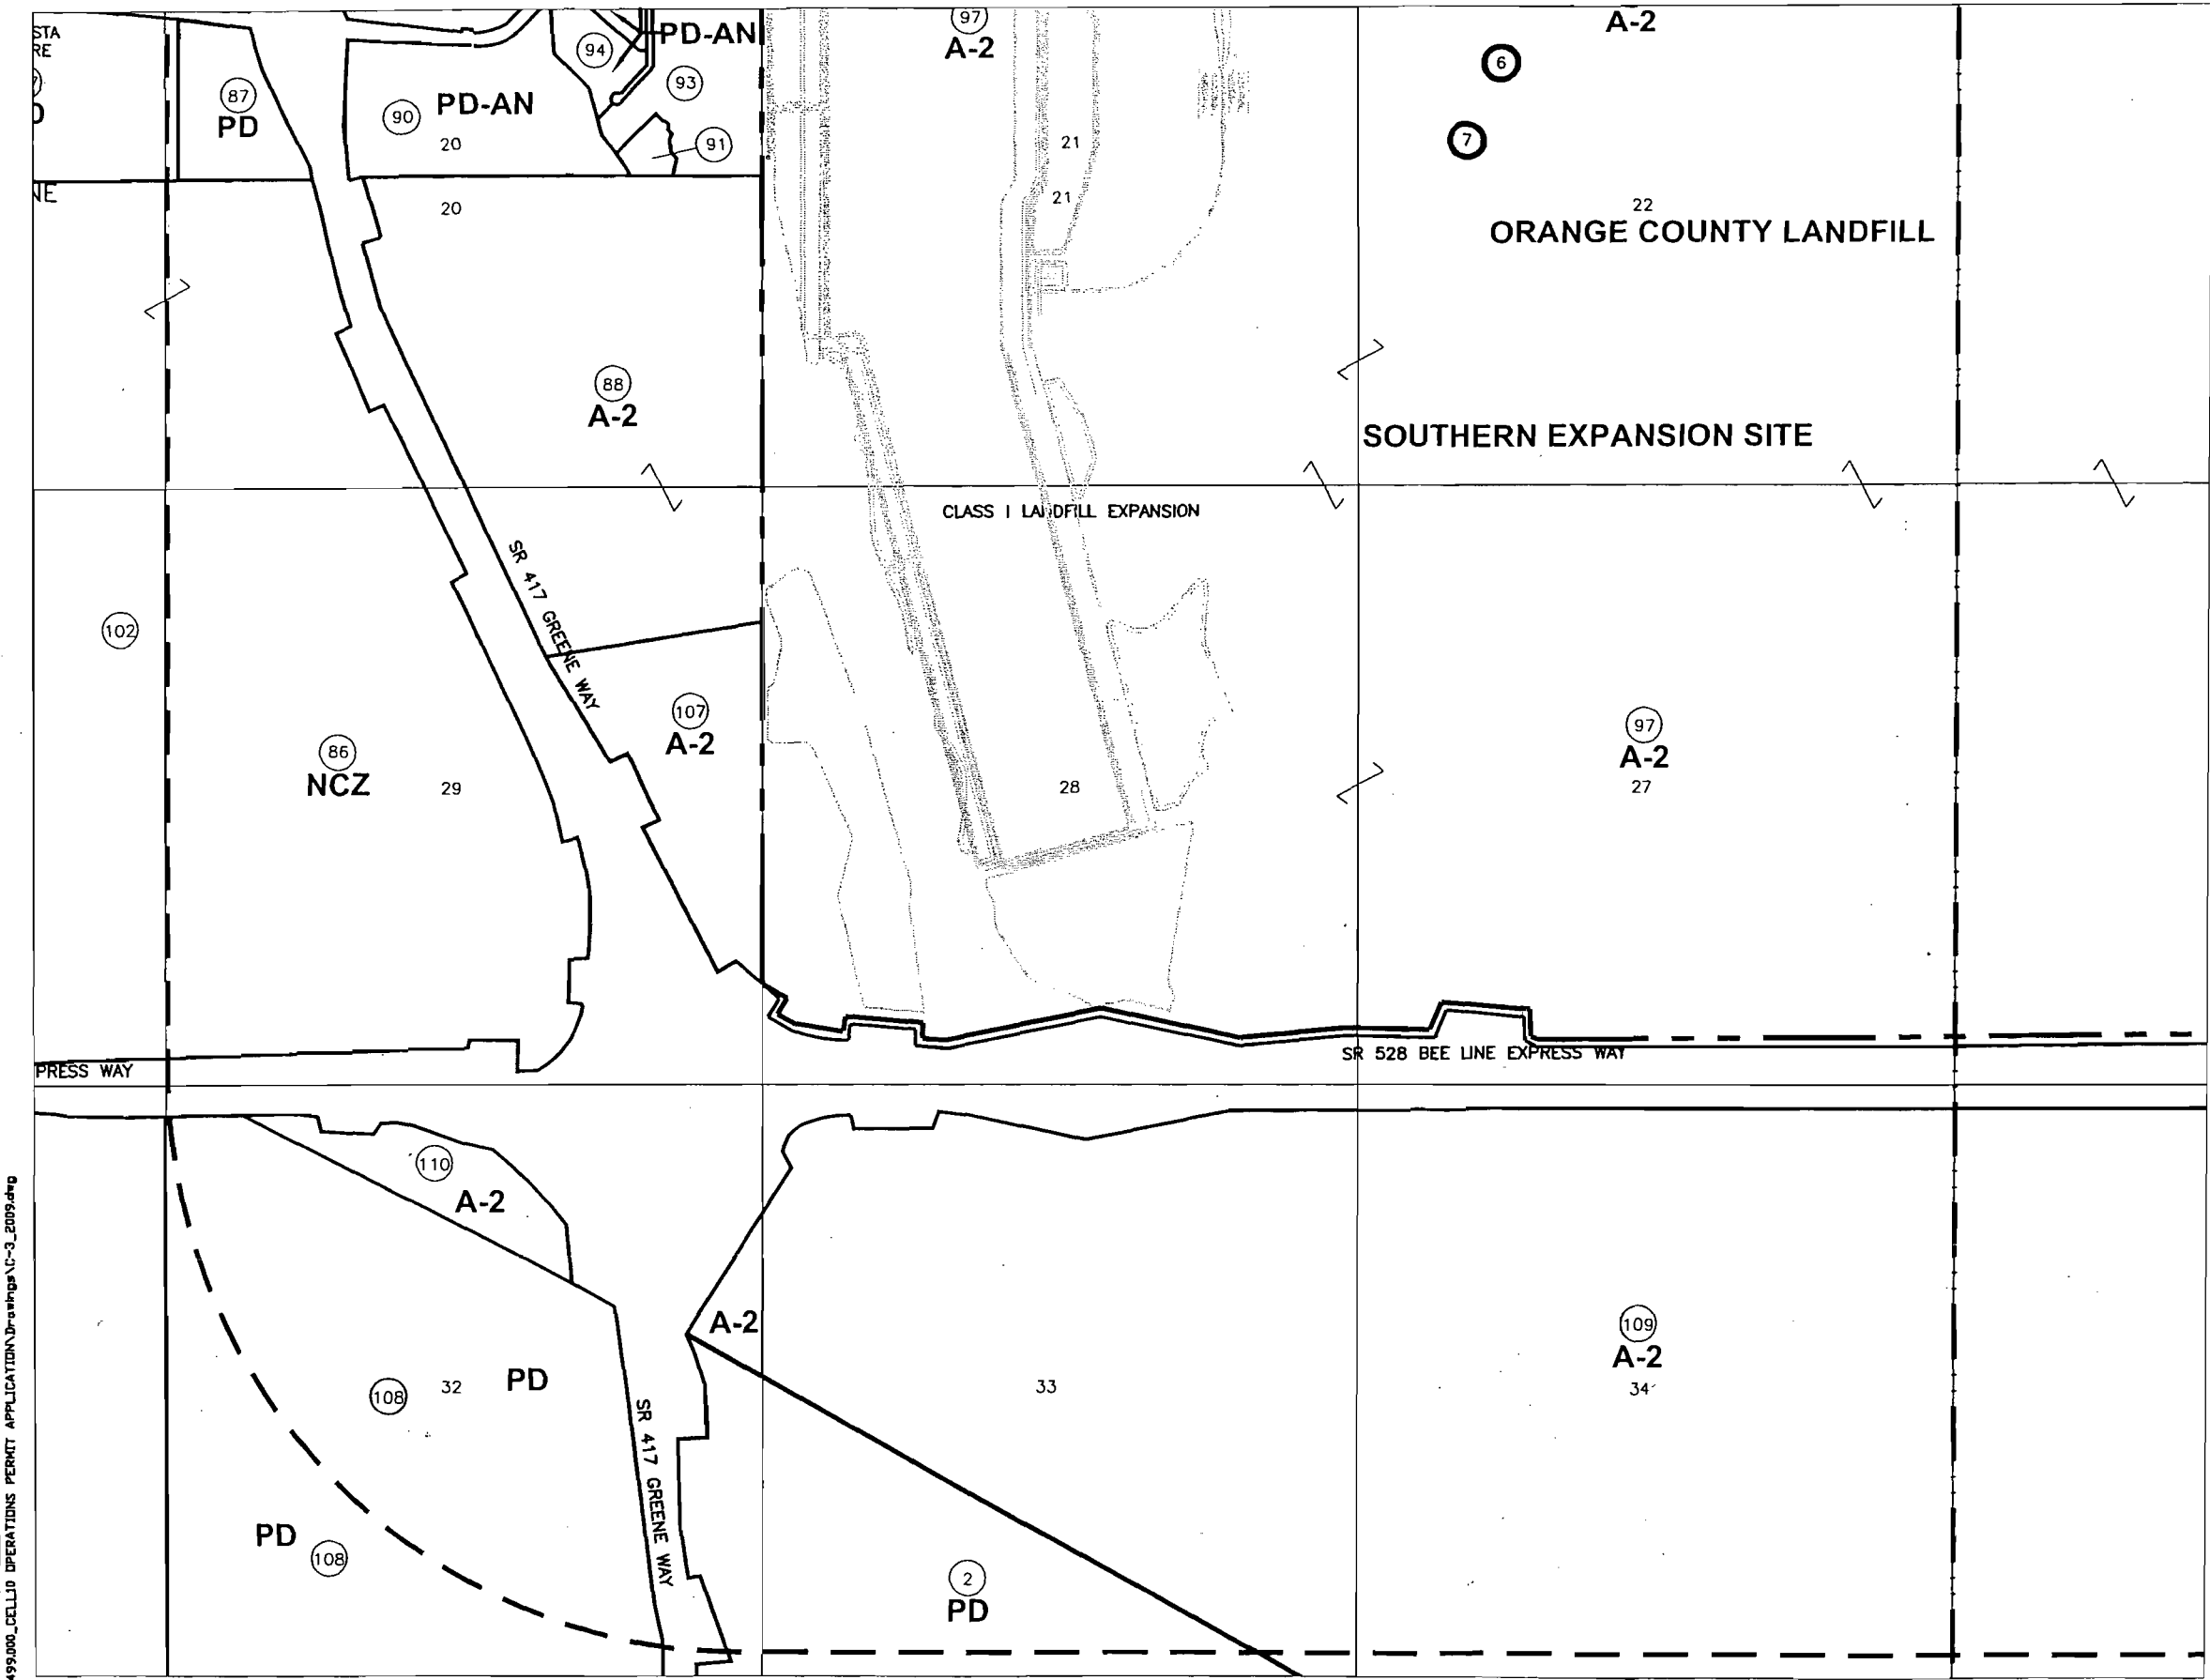 STA
RE
87
PD
90
PD-AN
20
94
PD-AN
93
91
97
A-2
21
21
A-2
6
7
22
ORANGE COUNTY LANDFILL
NE
20
88
A-2
SOUTHERN EXPANSION SITE
CLASS I LANDFILL EXPANSION
SR 417 GREENE WAY
102
107
A-2
86
NCZ
29
28
97
A-2
27
SR 528 BEE LINE EXPRESS WAY
PRESS WAY
110
A-2
A-2
109
A-2
34
108
32
PD
33
SR 417 GREENE WAY
PD
108
2
PD
499.000_CELL10 OPERATIONS PERMIT APPLICATION\Drawings\C-3_2009.dwg